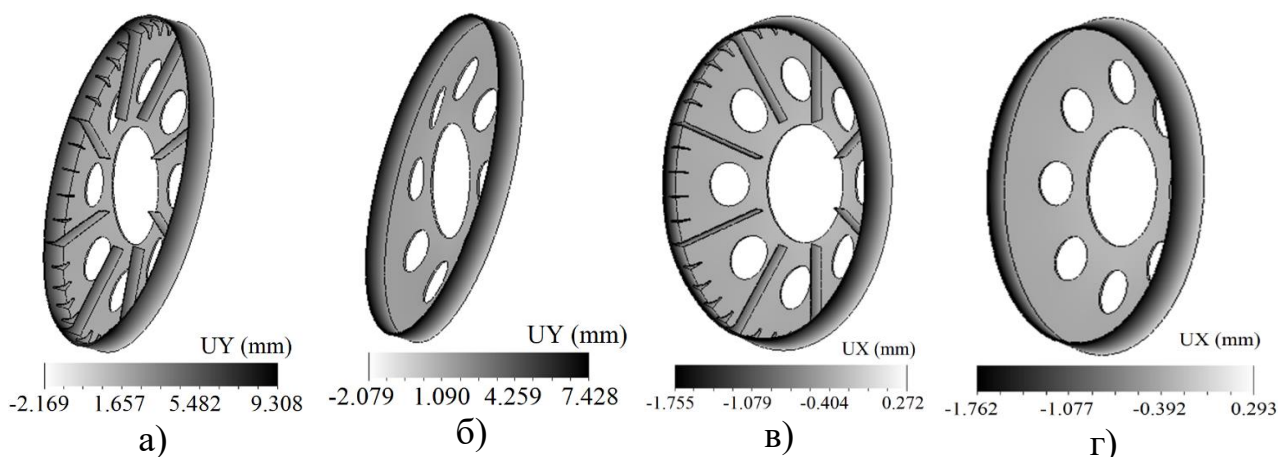 UY (mm)
-2.169 1.657 5.482 9.308
а)
UY (mm)
-2.079 1.090 4.259 7.428
б)
UX (mm)
-1.755 -1.079 -0.404 0.272
в)
UX (mm)
-1.762 -1.077 -0.392 0.293
г)